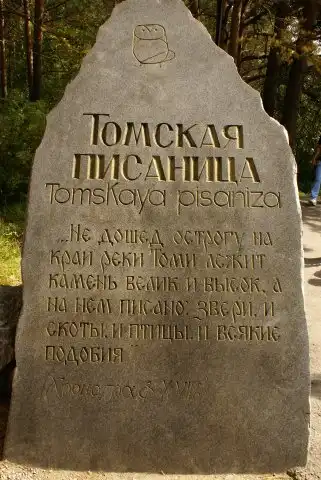 Томская
писаница
Tomskaya pisaniza
„Не дошед острогу на
край реки Томи лежит
камень велик и высок, а
на нем писано: звери, и
скоты, и птицы, и всякие
подобия"